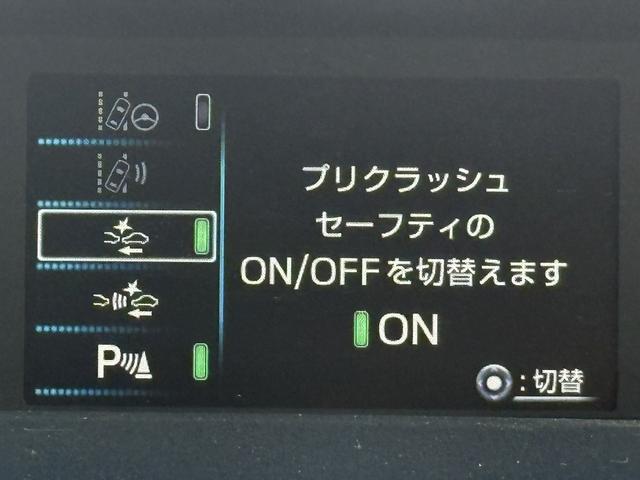 プリクラッシュ
セーフティの
ON/OFFを切替えます
ON
P
:切替